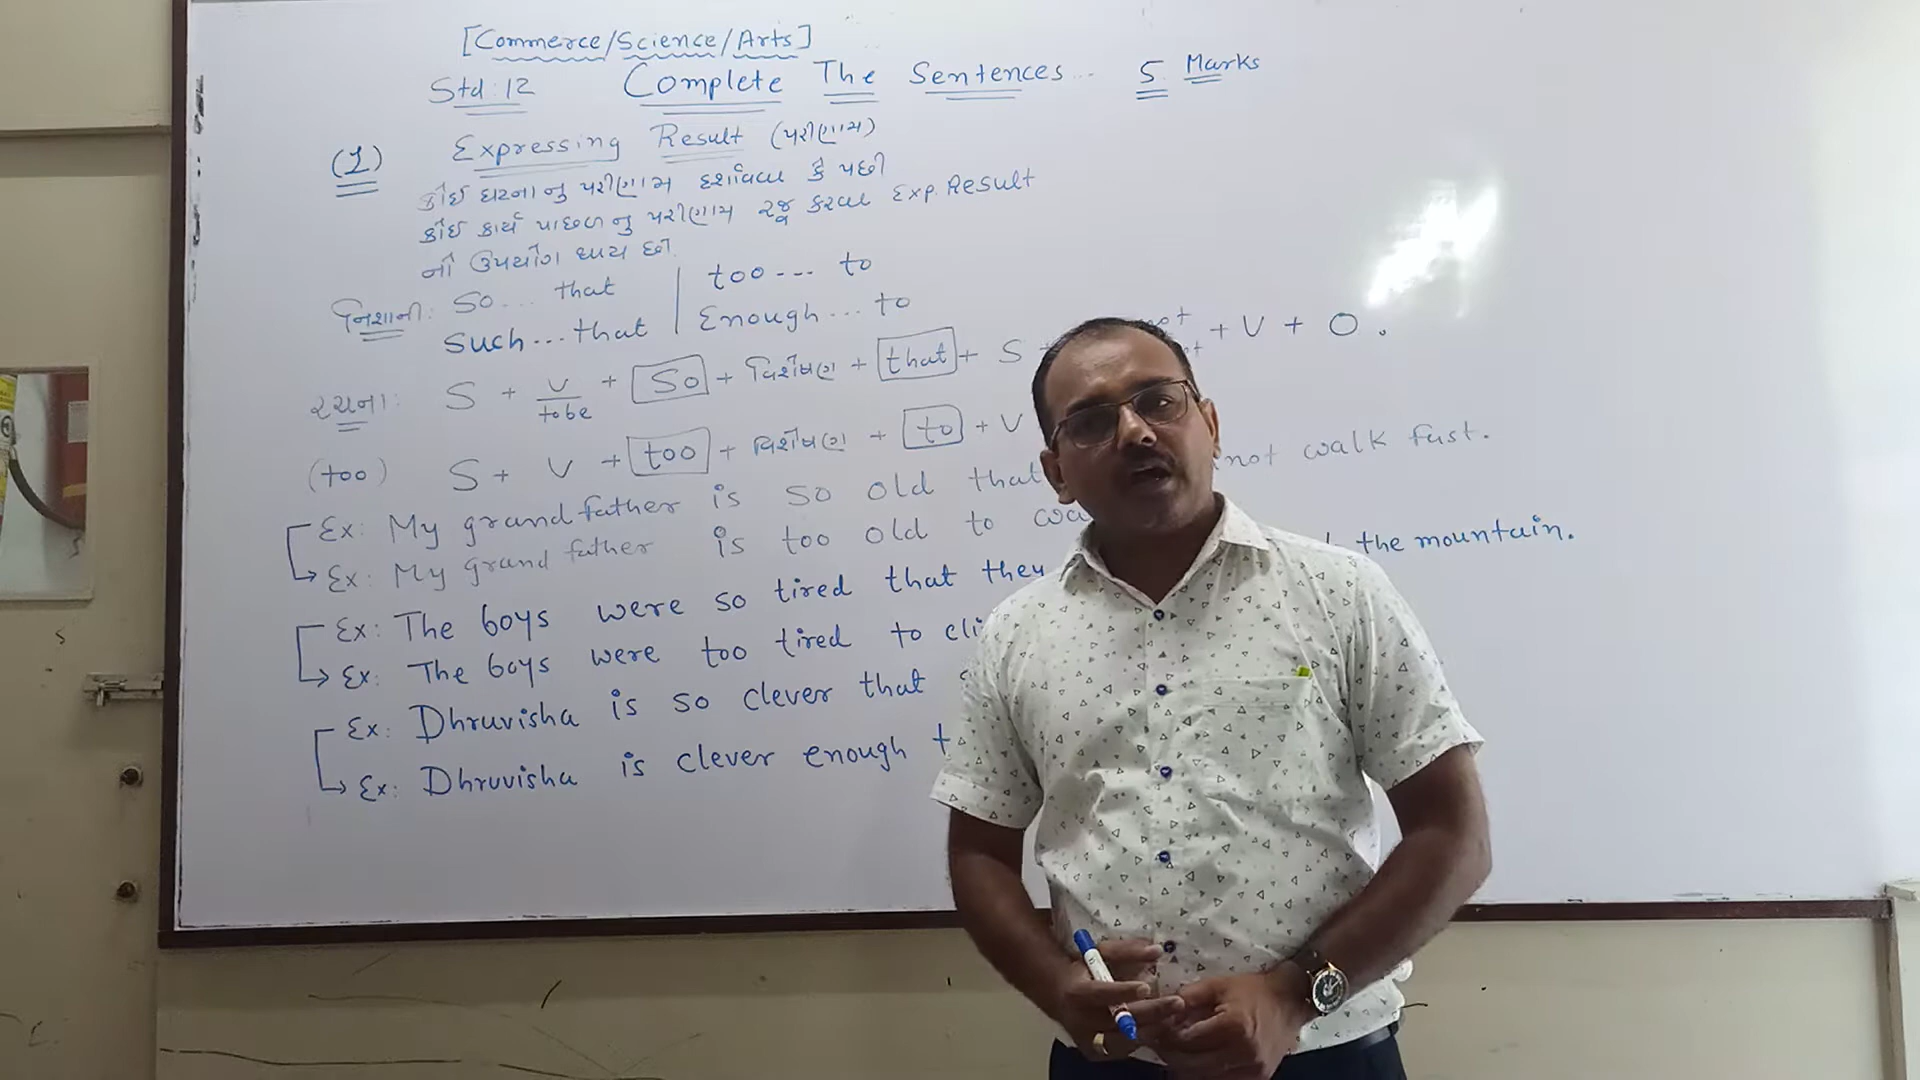 [Commerce/Science/Arts]
Std:12 Complete The Sentences... 5 Marks
(1) Expressing Result (પરીણામ)
કોઈ ઘટના નુ પરીણામ દર્શાવવા કે પછી
કોઈ કાર્ય પાછળ નુ પરીણામ રજૂ કરવા Exp. Result
નો ઉપયોગ થાય છે.
નિશાની: So... that | too --- to
Such... that | Enough... to
રચના: S + V/tobe + So + વિશેષણ + that + S + V + O.
(too) S + V + too + વિશેષણ + to + V
Ex: My grandfather is so old that not walk fast.
Ex: My grandfather is too old to
Ex: The boys were so tired that they the mountain.
Ex: The boys were too tired to
Ex: Dhruvisha is so clever that
Ex: Dhruvisha is clever enough